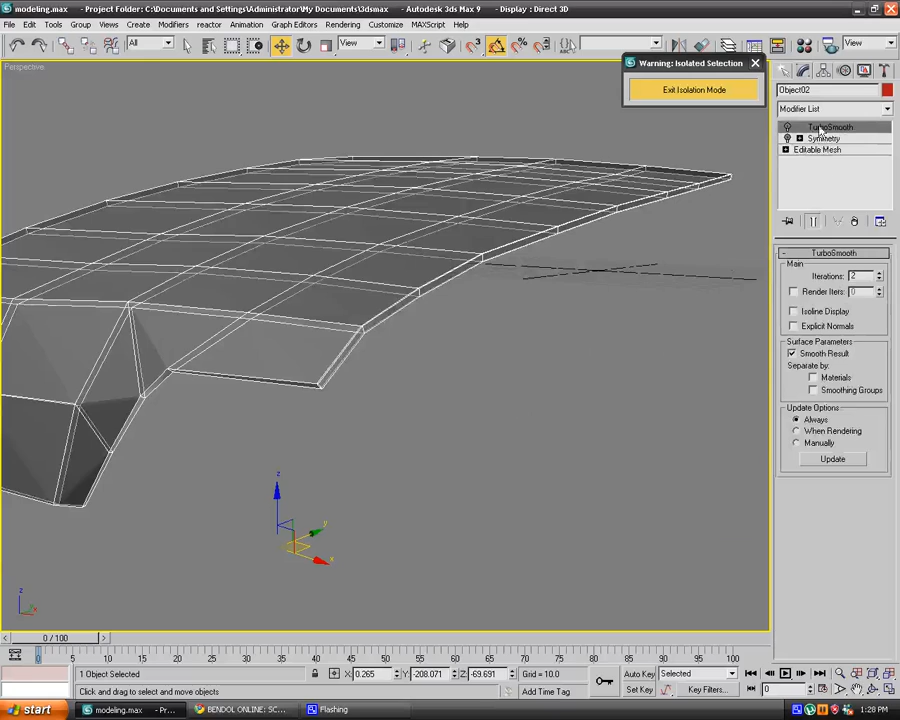 modeling.max - Project Folder: C:\Documents and Settings\Administrator\My Documents\3dsmax - Autodesk 3ds Max 9 - Display : Direct 3D
File Edit Tools Group Views Create Modifiers reactor Animation Graph Editors Rendering Customize MAXScript Help
All View View
Perspective
Warning: Isolated Selection
Exit Isolation Mode
Object02
Modifier List
TurboSmooth
Symmetry
Editable Mesh
TurboSmooth
Main
Iterations: 2
Render Iters: 0
Isoline Display
Explicit Normals
Surface Parameters
Smooth Result
Separate by:
Materials
Smoothing Groups
Update Options
Always
When Rendering
Manually
Update
z
y
x
z
x
0 / 100
0 5 10 15 20 25 30 35 40 45 50 55 60 65 70 75 80 85 90 95 100
1 Object Selected X: 0.265 Y: -208.071 Z: -69.691 Grid = 10.0 Auto Key Selected
Click and drag to select and move objects Add Time Tag Set Key Key Filters... 0
start modeling.max - Pr... BENDOL ONLINE: SC... Flashing 1:28 PM